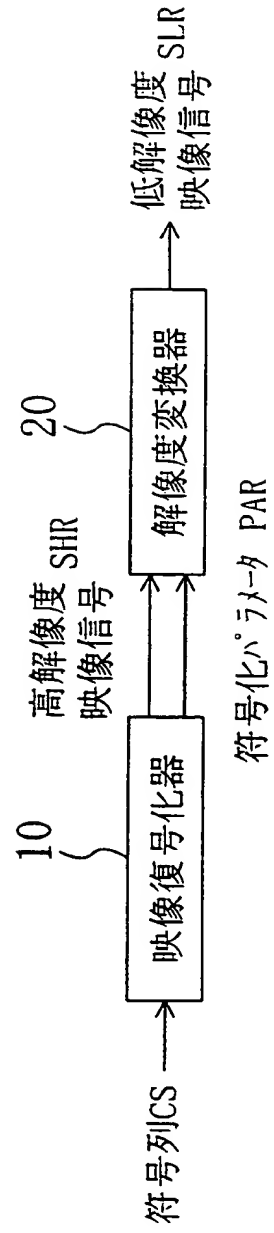 符号列CS
10
映像復号化器
高解像度
映像信号 SHR
符号化パラメータ PAR
20
解像度変換器
低解像度
映像信号 SLR